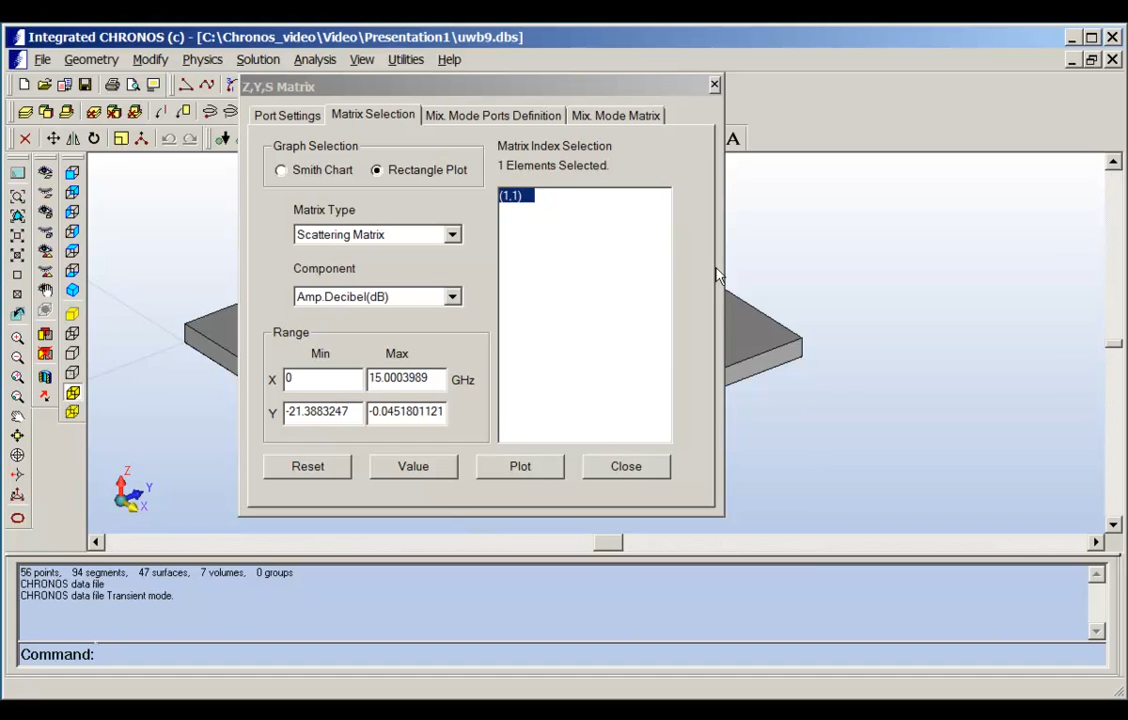 Integrated CHRONOS (c) - [C:\Chronos_video\Video\Presentation1\uwb9.dbs]
File Geometry Modify Physics Solution Analysis View Utilities Help
Z,Y,S Matrix
Port Settings Matrix Selection Mix. Mode Ports Definition Mix. Mode Matrix
A
Graph Selection
Smith Chart Rectangle Plot
Matrix Index Selection
1 Elements Selected.
(1,1)
Matrix Type
Scattering Matrix
Component
Amp.Decibel(dB)
Range
Min Max
X 0 15.0003989 GHz
Y -21.3883247 -0.0451801121
Reset Value Plot Close
Z
Y
X
56 points, 94 segments, 47 surfaces, 7 volumes, 0 groups
CHRONOS data file
CHRONOS data file Transient mode.
Command: